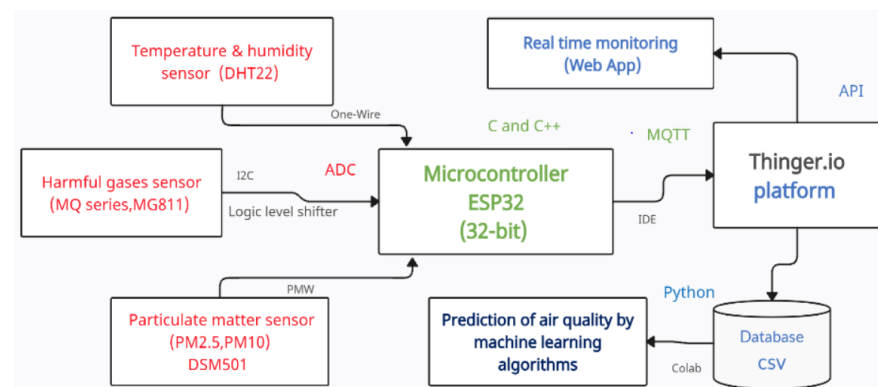 Temperature & humidity
sensor (DHT22)
Real time monitoring
(Web App)
API
One-Wire
C and C++
MQTT
Harmful gases sensor
(MQ series,MG811)
I2C
Logic level shifter
ADC
Microcontroller
ESP32
(32-bit)
IDE
Thinger.io
platform
PMW
Particulate matter sensor
(PM2.5,PM10)
DSM501
Prediction of air quality by
machine learning
algorithms
Python
Colab
Database
CSV